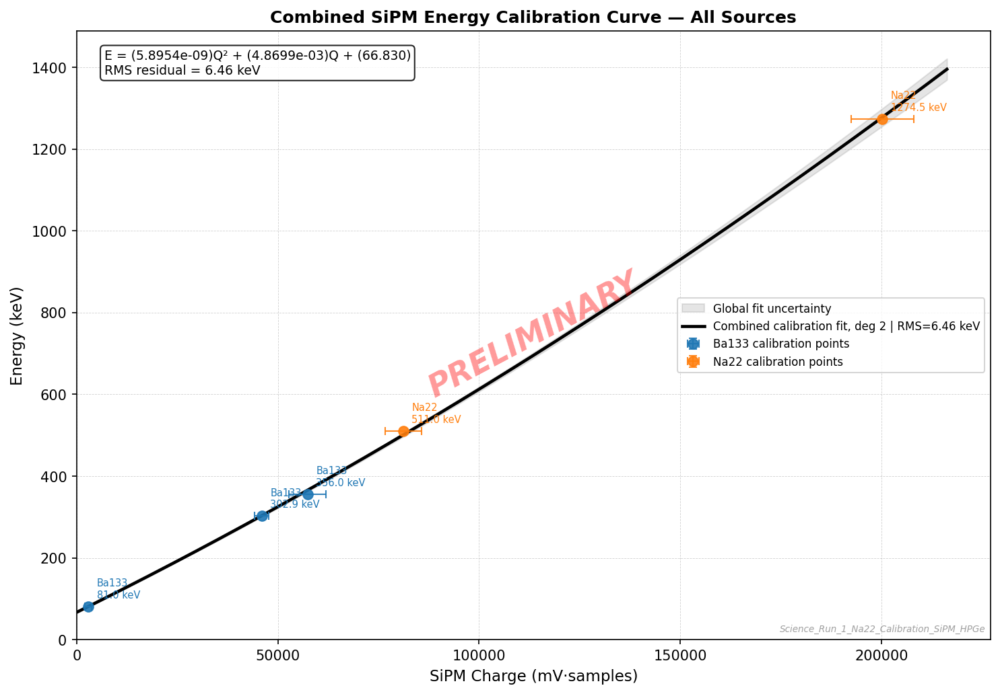 Combined SiPM Energy Calibration Curve — All Sources
E = (5.8954e-09)Q² + (4.8699e-03)Q + (66.830)
RMS residual = 6.46 keV
1400
1200
1000
800
600
400
200
0
Energy (keV)
Na22
1274.5 keV
PRELIMINARY
Global fit uncertainty
Combined calibration fit, deg 2 | RMS=6.46 keV
Ba133 calibration points
Na22 calibration points
Na22
511.0 keV
Ba133
356.0 keV
Ba133
302.9 keV
Ba133
81.0 keV
Science_Run_1_Na22_Calibration_SiPM_HPGe
0
50000
100000
150000
200000
SiPM Charge (mV·samples)